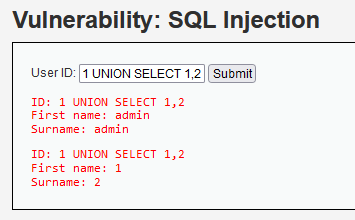 Vulnerability: SQL Injection
User ID: 1 UNION SELECT 1,2 Submit
ID: 1 UNION SELECT 1,2
First name: admin
Surname: admin
ID: 1 UNION SELECT 1,2
First name: 1
Surname: 2